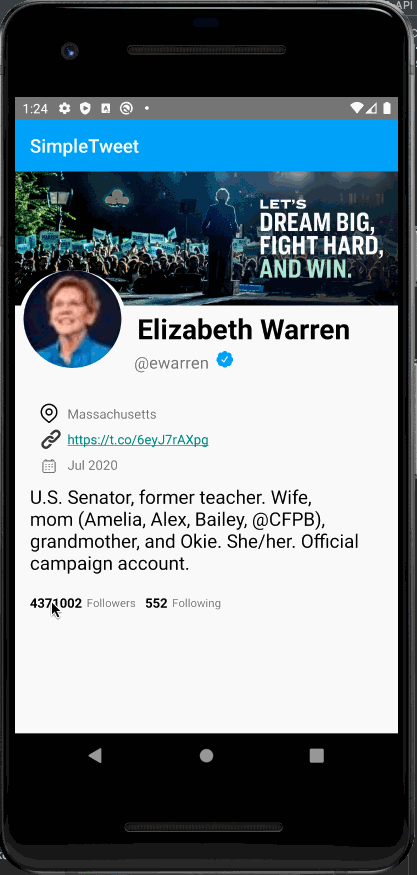 API
1:24
SimpleTweet
LET'S
DREAM BIG,
FIGHT HARD,
AND WIN.
Elizabeth Warren
@ewarren
Massachusetts
https://t.co/6eyJ7rAXpg
Jul 2020
U.S. Senator, former teacher. Wife,
mom (Amelia, Alex, Bailey, @CFPB),
grandmother, and Okie. She/her. Official
campaign account.
4371002 Followers 552 Following